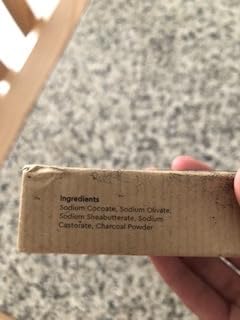 Ingredients
Sodium Cocoate, Sodium Olivate,
Sodium Sheabutterate, Sodium
Castorate, Charcoal Powder